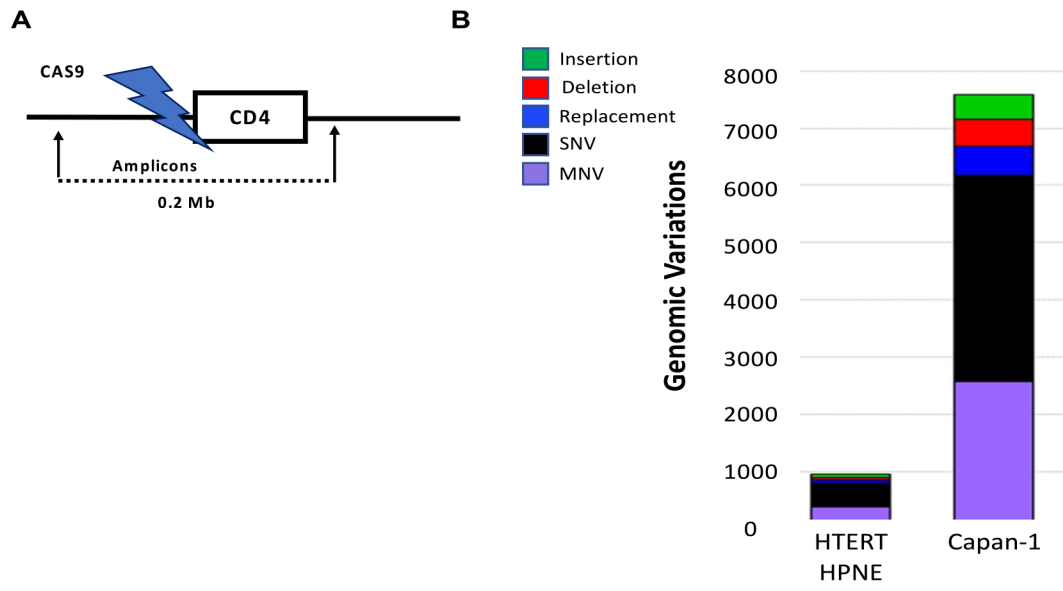 A
CAS9
CD4
Amplicons
0.2 Mb
B
Insertion
Deletion
Replacement
SNV
MNV
Genomic Variations
8000
7000
6000
5000
4000
3000
2000
1000
0
HTERT
HPNE
Capan-1